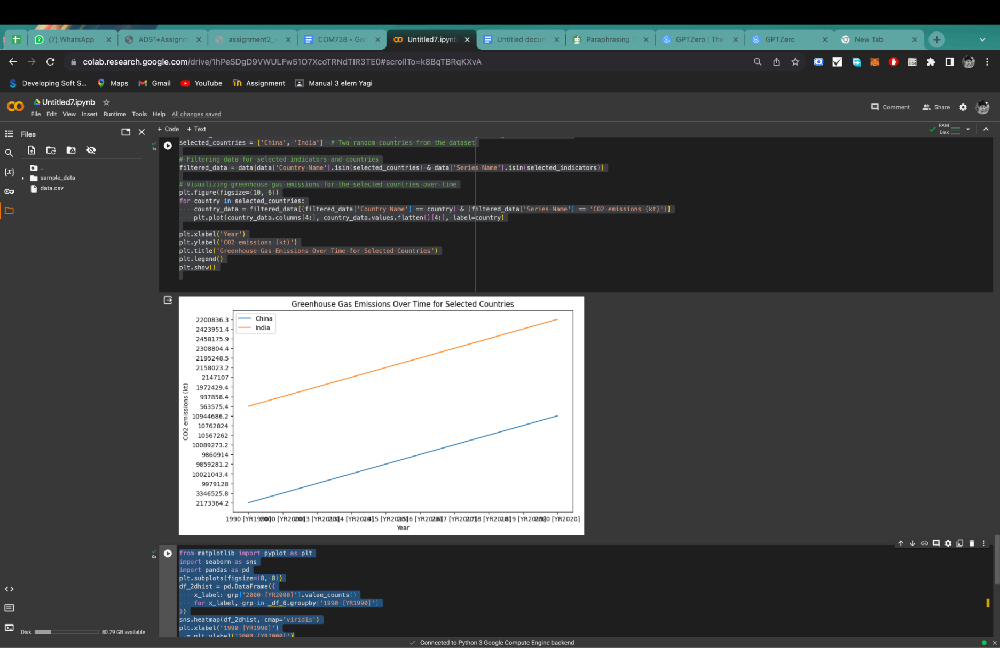 (7) WhatsApp
ADS1+Assignm
assignment2_
COM728 - Goo
Untitled7.ipynb
Untitled docum
Paraphrasing T
GPTZero | The
GPTZero
New Tab
colab.research.google.com/drive/1hPeSDgD9VWULFw51O7XcoTRNdTIR3TE0#scrollTo=k8BqTBRqKXvA
Developing Soft S...
Maps
Gmail
YouTube
Assignment
Manual 3 elem Yagi
Untitled7.ipynb
Comment
Share
File Edit View Insert Runtime Tools Help All changes saved
Files
+ Code + Text
RAM
Disk
..
sample_data
data.csv
1s
selected_countries = ['China', 'India'] # Two random countries from the dataset
# Filtering data for selected indicators and countries
filtered_data = data[data['Country Name'].isin(selected_countries) & data['Series Name'].isin(selected_indicators)]
# Visualizing greenhouse gas emissions for the selected countries over time
plt.figure(figsize=(10, 6))
for country in selected_countries:
country_data = filtered_data[(filtered_data['Country Name'] == country) & (filtered_data['Series Name'] == 'CO2 emissions (kt)')]
plt.plot(country_data.columns[4:], country_data.values.flatten()[4:], label=country)
plt.xlabel('Year')
plt.ylabel('CO2 emissions (kt)')
plt.title('Greenhouse Gas Emissions Over Time for Selected Countries')
plt.legend()
plt.show()
Greenhouse Gas Emissions Over Time for Selected Countries
China
India
2200836.3
2423951.4
2458175.9
2308804.4
2195248.5
2158023.2
2147107
1972429.4
937858.4
563575.4
10944686.2
10762824
10567262
10089273.2
9860914
9859281.2
10021043.4
9979128
3346525.8
2173364.2
CO2 emissions (kt)
1990 [YR1990] 2000 [YR2000] 2013 [YR2013] 2014 [YR2014] 2015 [YR2015] 2016 [YR2016] 2017 [YR2017] 2018 [YR2018] 2019 [YR2019] 2020 [YR2020]
Year
0s
from matplotlib import pyplot as plt
import seaborn as sns
import pandas as pd
plt.subplots(figsize=(8, 8))
df_2dhist = pd.DataFrame({
x_label: grp['2000 [YR2000]'].value_counts()
for x_label, grp in _df_6.groupby('1990 [YR1990]')
})
sns.heatmap(df_2dhist, cmap='viridis')
plt.xlabel('1990 [YR1990]')
_ = plt.ylabel('2000 [YR2000]')
Disk
80.79 GB available
Connected to Python 3 Google Compute Engine backend